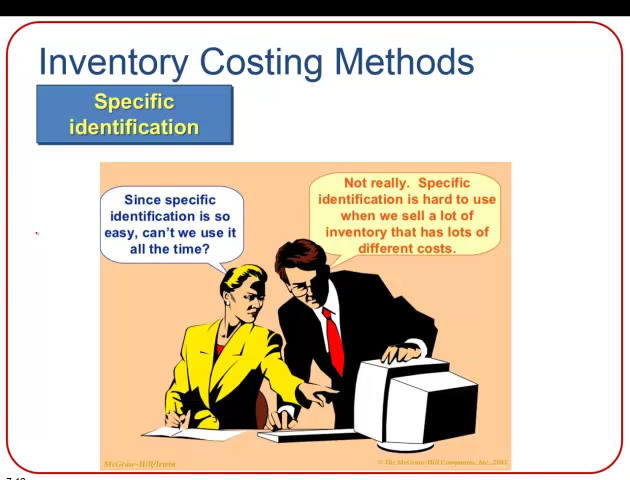 Inventory Costing Methods
Specific
identification
Since specific
identification is so
easy, can't we use it
all the time?
Not really. Specific
identification is hard to use
when we sell a lot of
inventory that has lots of
different costs.
McGraw-Hill/Irwin
© The McGraw-Hill Companies, Inc., 2003